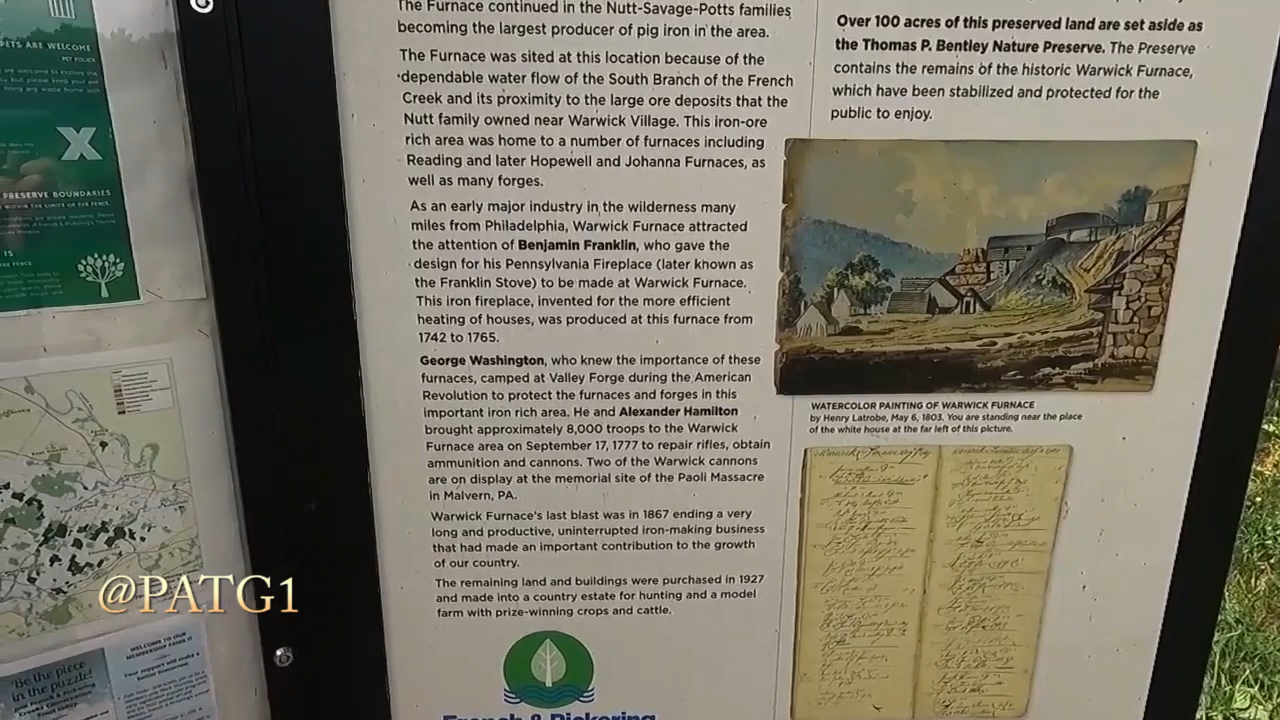 PETS ARE WELCOME
PET POLICY
PRESERVE BOUNDARIES
The Furnace continued in the Nutt-Savage-Potts families
becoming the largest producer of pig iron in the area.
The Furnace was sited at this location because of the
dependable water flow of the South Branch of the French
Creek and its proximity to the large ore deposits that the
Nutt family owned near Warwick Village. This iron-ore
rich area was home to a number of furnaces including
Reading and later Hopewell and Johanna Furnaces, as
well as many forges.
As an early major industry in the wilderness many
miles from Philadelphia, Warwick Furnace attracted
the attention of Benjamin Franklin, who gave the
design for his Pennsylvania Fireplace (later known as
the Franklin Stove) to be made at Warwick Furnace.
This iron fireplace, invented for the more efficient
heating of houses, was produced at this furnace from
1742 to 1765.
George Washington, who knew the importance of these
furnaces, camped at Valley Forge during the American
Revolution to protect the furnaces and forges in this
important iron rich area. He and Alexander Hamilton
brought approximately 8,000 troops to the Warwick
Furnace area on September 17, 1777 to repair rifles, obtain
ammunition and cannons. Two of the Warwick cannons
are on display at the memorial site of the Paoli Massacre
in Malvern, PA.
Warwick Furnace's last blast was in 1867 ending a very
long and productive, uninterrupted iron-making business
that had made an important contribution to the growth
of our country.
The remaining land and buildings were purchased in 1927
and made into a country estate for hunting and a model
farm with prize-winning crops and cattle.
French & Pickering
Over 100 acres of this preserved land are set aside as
the Thomas P. Bentley Nature Preserve. The Preserve
contains the remains of the historic Warwick Furnace,
which have been stabilized and protected for the
public to enjoy.
WATERCOLOR PAINTING OF WARWICK FURNACE
by Henry Latrobe, May 6, 1803. You are standing near the place
of the white house at the far left of this picture.
@PATG1
WELCOME TO OUR
MEMBERSHIP FAMILY!
Your support will make a
Be the piece
in the puzzle!